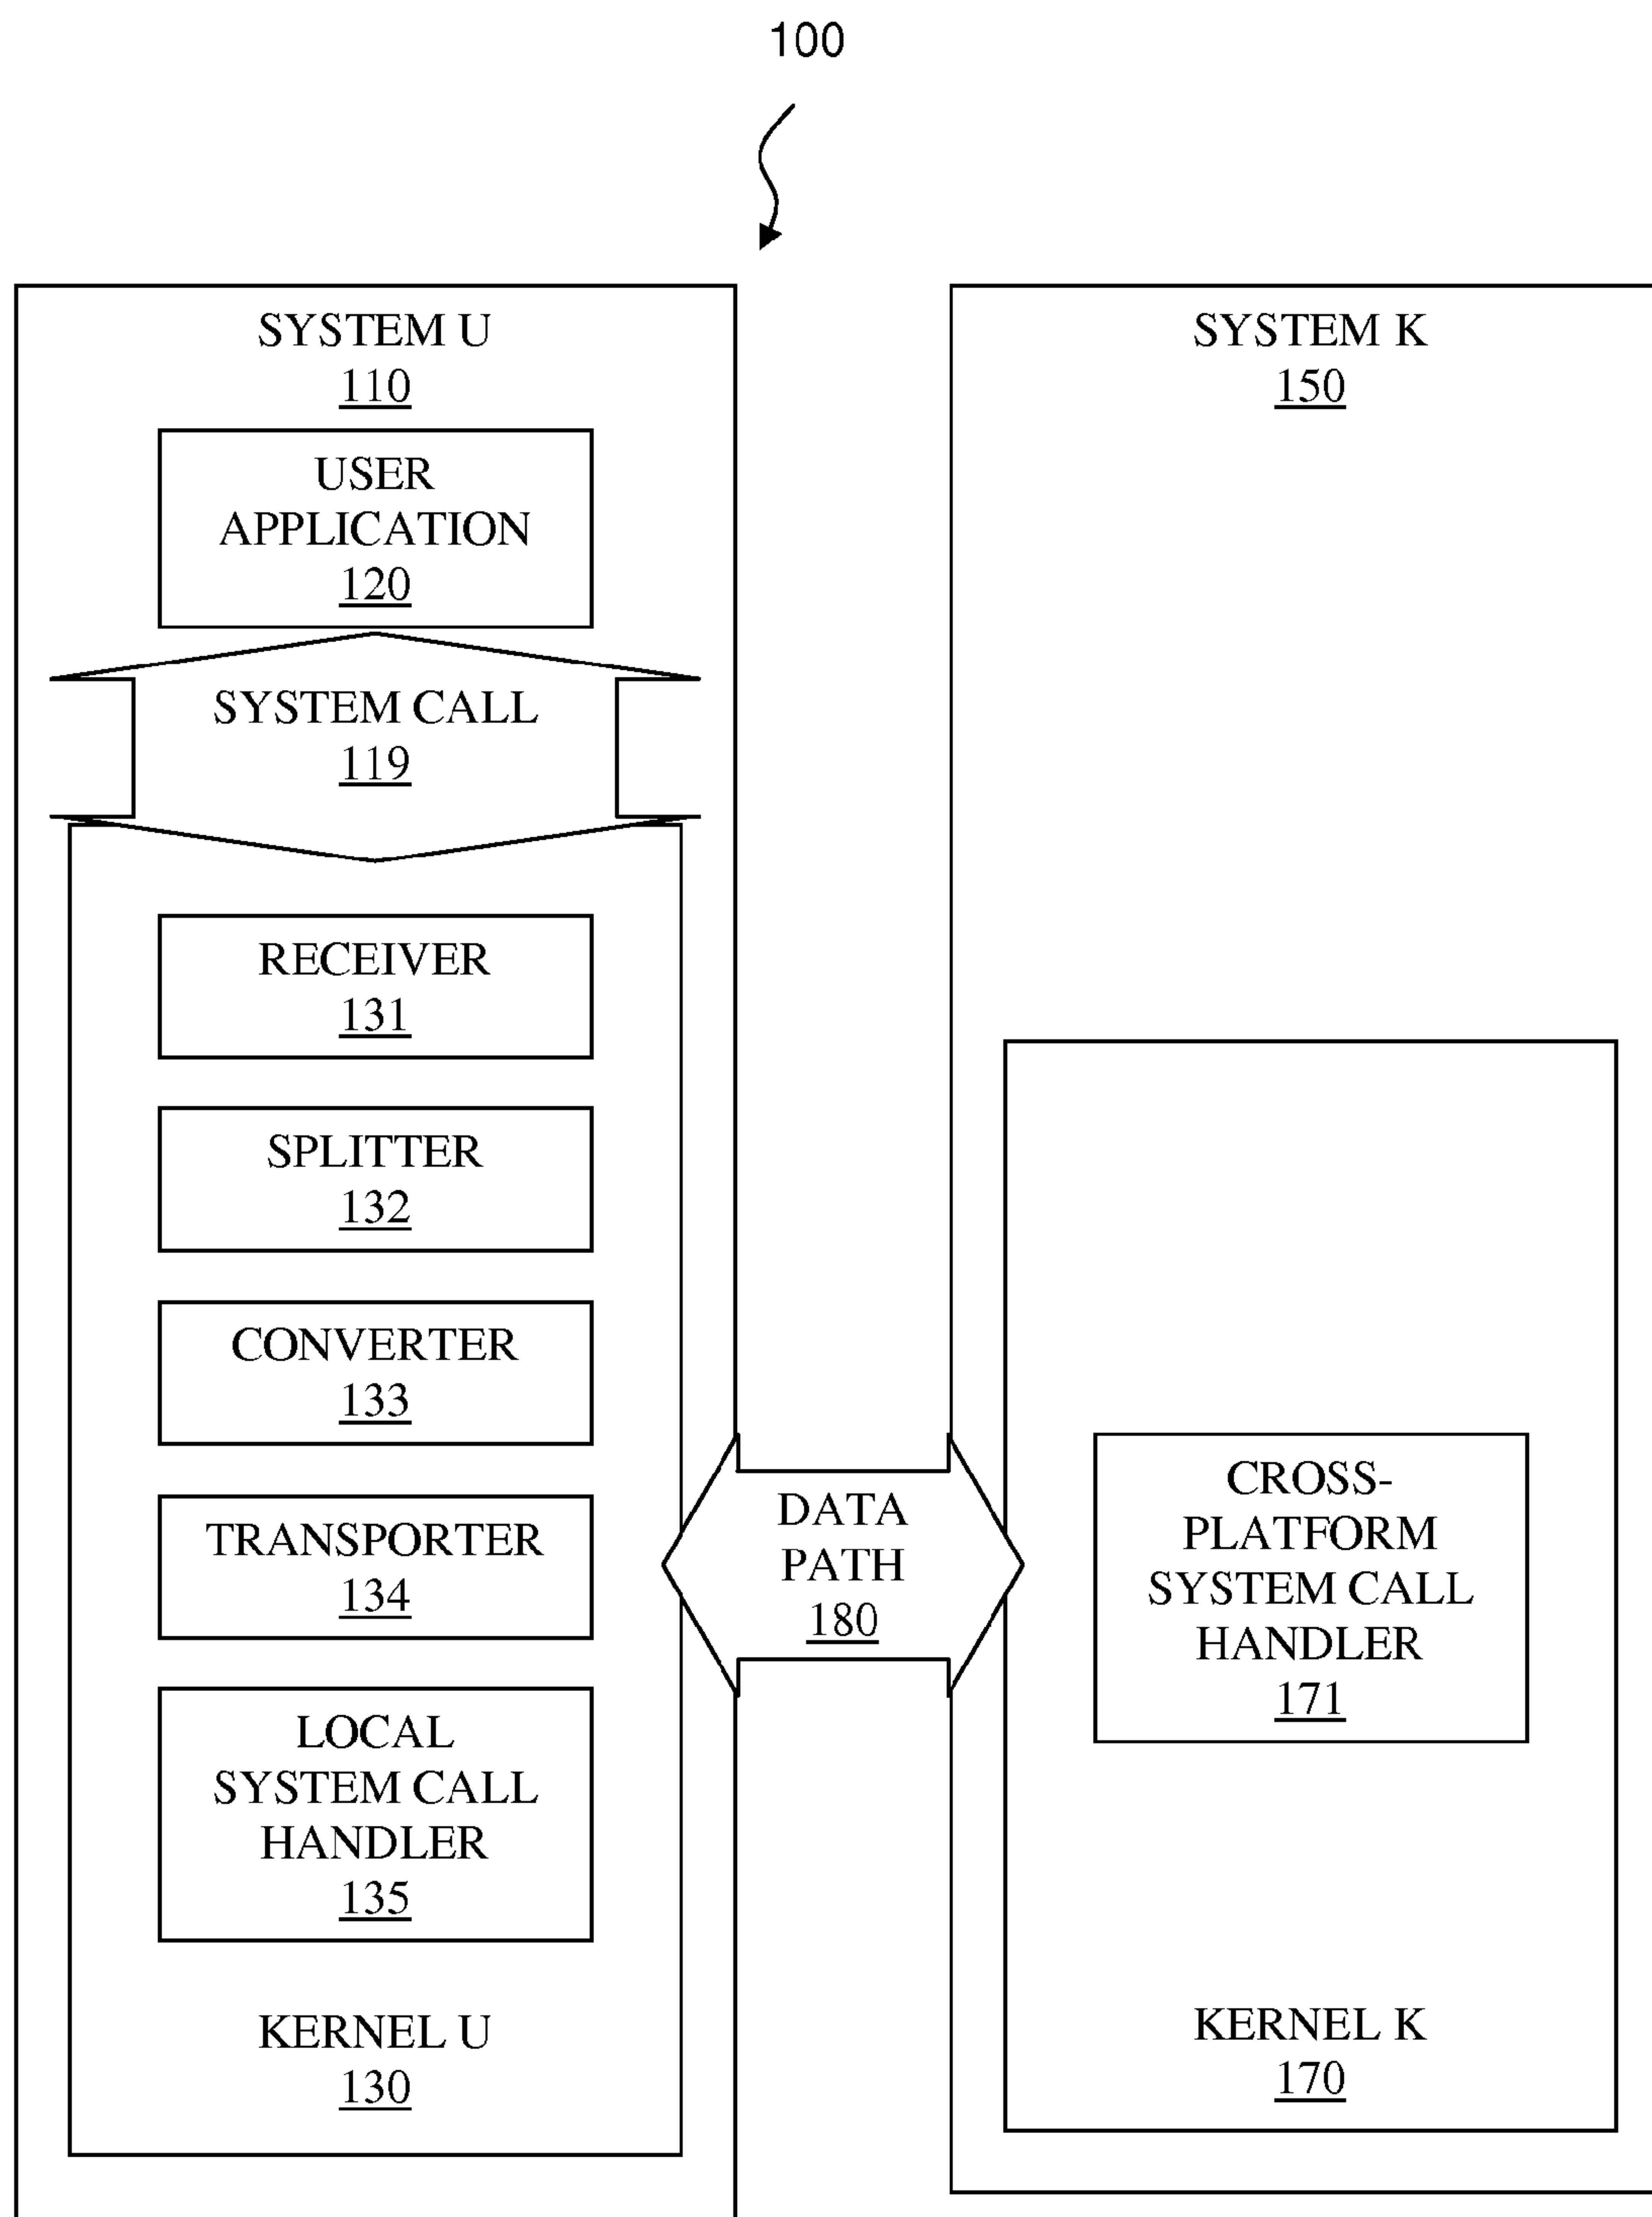 100
SYSTEM U
110
USER
APPLICATION
120
SYSTEM CALL
119
RECEIVER
131
SPLITTER
132
CONVERTER
133
TRANSPORTER
134
LOCAL
SYSTEM CALL
HANDLER
135
KERNEL U
130
DATA
PATH
180
SYSTEM K
150
CROSS-
PLATFORM
SYSTEM CALL
HANDLER
171
KERNEL K
170